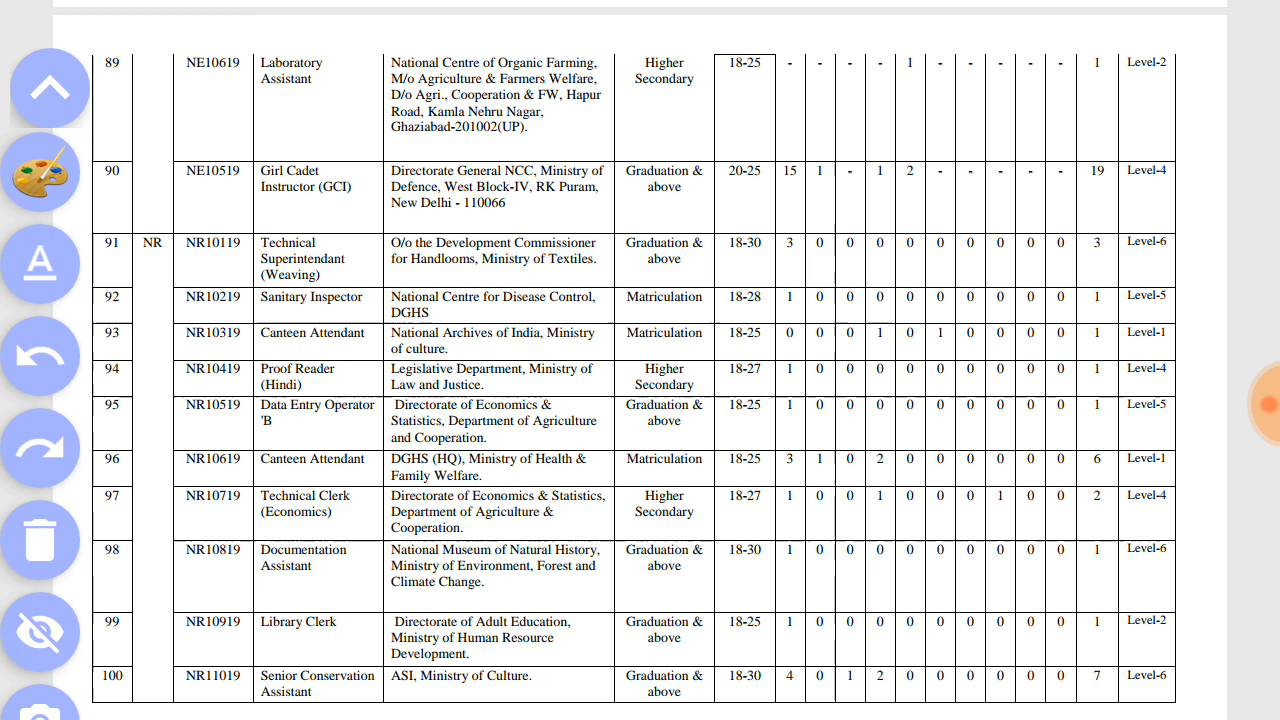 89 NE10619 Laboratory National Centre of Organic Farming, Higher 18-25 - - - - 1 - - - - - 1 Level-2
Assistant M/o Agriculture & Farmers Welfare, Secondary
D/o Agri., Cooperation & FW, Hapur
Road, Kamla Nehru Nagar,
Ghaziabad-201002(UP).
90 NE10519 Girl Cadet Directorate General NCC, Ministry of Graduation & 20-25 15 1 - 1 2 - - - - - 19 Level-4
Instructor (GCI) Defence, West Block-IV, RK Puram, above
New Delhi - 110066
91 NR NR10119 Technical O/o the Development Commissioner Graduation & 18-30 3 0 0 0 0 0 0 0 0 0 3 Level-6
Superintendant for Handlooms, Ministry of Textiles. above
(Weaving)
92 NR10219 Sanitary Inspector National Centre for Disease Control, Matriculation 18-28 1 0 0 0 0 0 0 0 0 0 1 Level-5
DGHS
93 NR10319 Canteen Attendant National Archives of India, Ministry Matriculation 18-25 0 0 0 1 0 1 0 0 0 0 1 Level-1
of culture.
94 NR10419 Proof Reader Legislative Department, Ministry of Higher 18-27 1 0 0 0 0 0 0 0 0 0 1 Level-4
(Hindi) Law and Justice. Secondary
95 NR10519 Data Entry Operator Directorate of Economics & Graduation & 18-25 1 0 0 0 0 0 0 0 0 0 1 Level-5
'B Statistics, Department of Agriculture above
and Cooperation.
96 NR10619 Canteen Attendant DGHS (HQ), Ministry of Health & Matriculation 18-25 3 1 0 2 0 0 0 0 0 0 6 Level-1
Family Welfare.
97 NR10719 Technical Clerk Directorate of Economics & Statistics, Higher 18-27 1 0 0 1 0 0 0 1 0 0 2 Level-4
(Economics) Department of Agriculture & Secondary
Cooperation.
98 NR10819 Documentation National Museum of Natural History, Graduation & 18-30 1 0 0 0 0 0 0 0 0 0 1 Level-6
Assistant Ministry of Environment, Forest and above
Climate Change.
99 NR10919 Library Clerk Directorate of Adult Education, Graduation & 18-25 1 0 0 0 0 0 0 0 0 0 1 Level-2
Ministry of Human Resource above
Development.
100 NR11019 Senior Conservation ASI, Ministry of Culture. Graduation & 18-30 4 0 1 2 0 0 0 0 0 0 7 Level-6
Assistant above
A